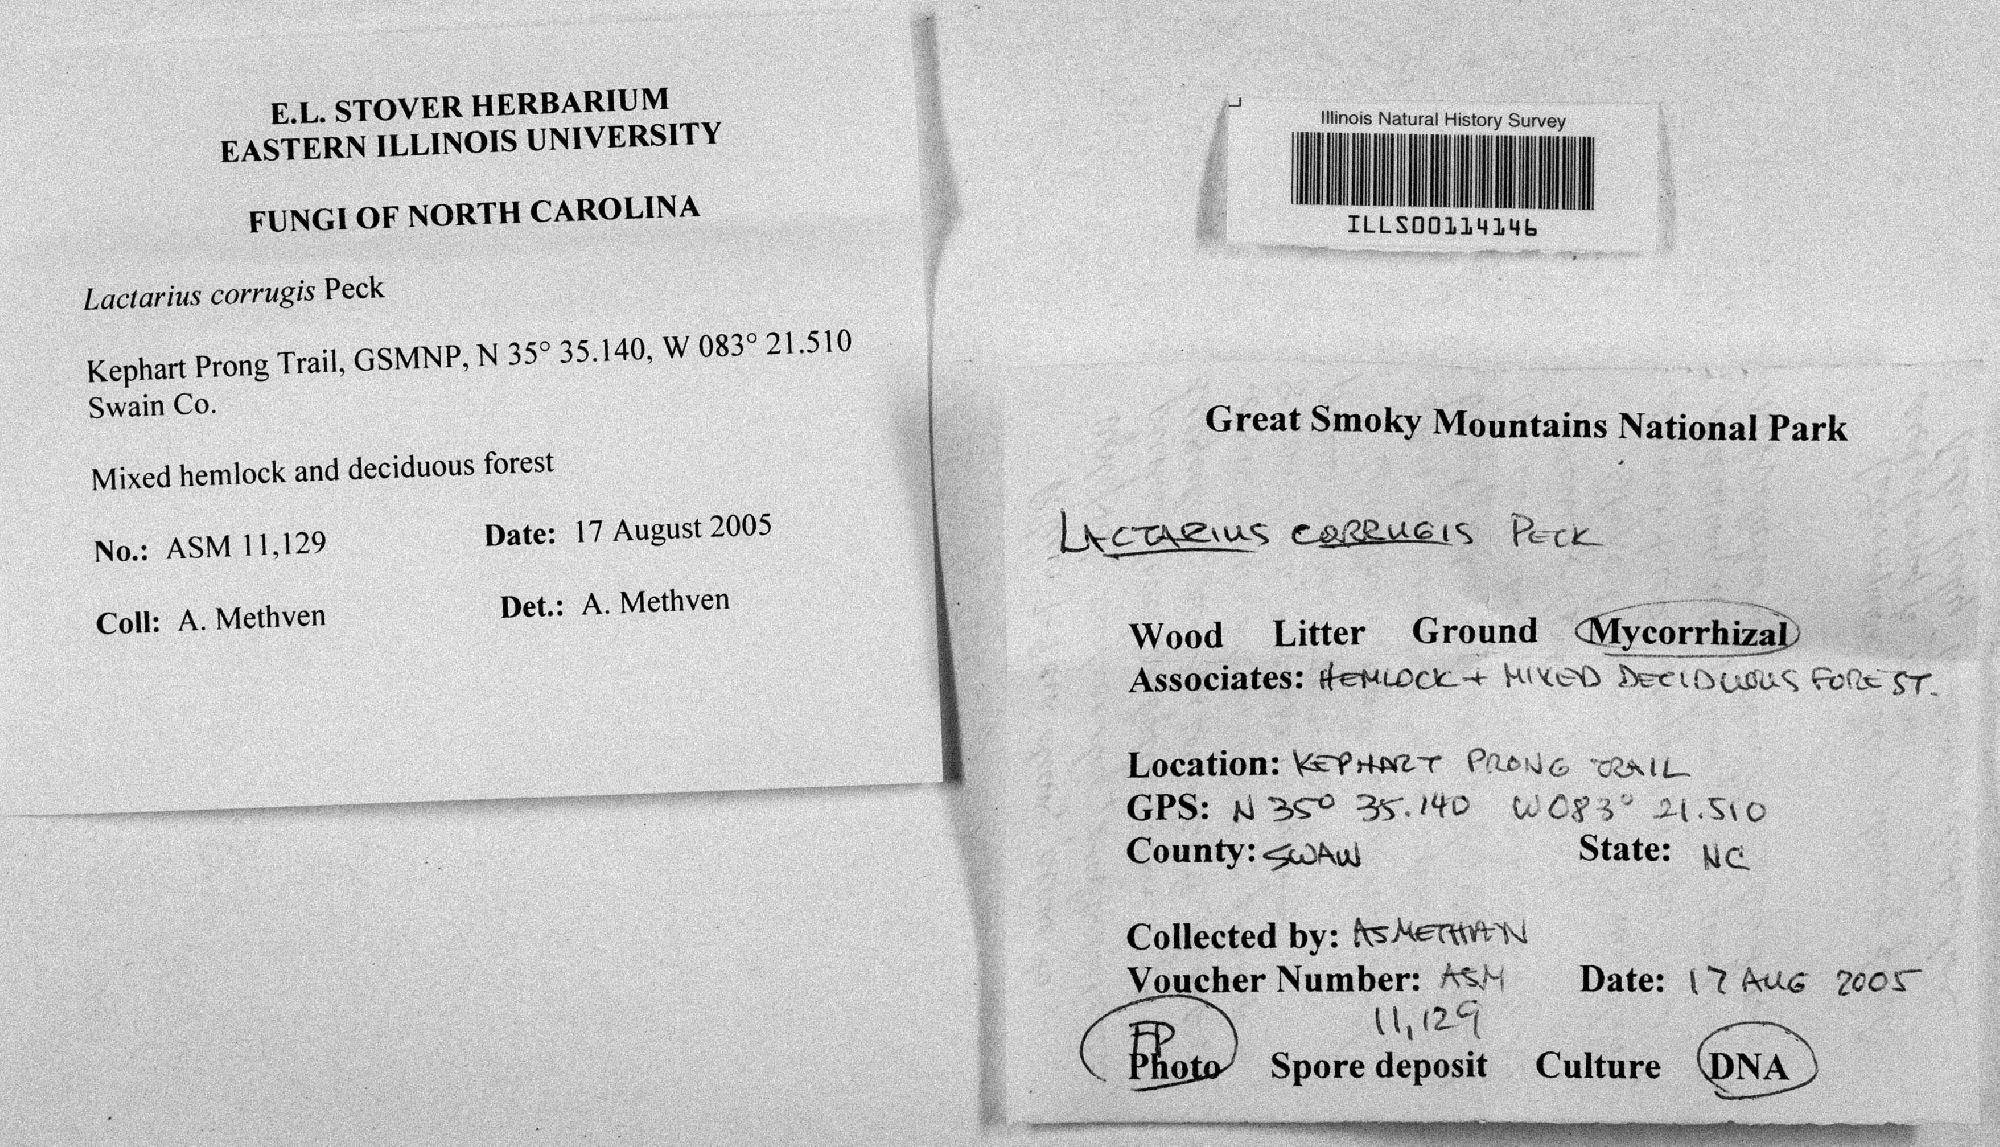 E.L. STOVER HERBARIUM
EASTERN ILLINOIS UNIVERSITY
FUNGI OF NORTH CAROLINA
Lactarius corrugis Peck
Kephart Prong Trail, GSMNP, N 35° 35.140, W 083° 21.510
Swain Co.
Mixed hemlock and deciduous forest
No.: ASM 11,129 Date: 17 August 2005
Coll: A. Methven Det.: A. Methven
Illinois Natural History Survey
ILLS00114146
Great Smoky Mountains National Park
LACTARIUS CORRUGIS PECK
Wood Litter Ground Mycorrhizal
Associates: HEMLOCK + MIXED DECIDUOUS FOREST.
Location: KEPHART PRONG TRAIL
GPS: N 35° 35.140 W 083° 21.510
County: SWAIN State: NC
Collected by: AS METHVEN
Voucher Number: ASM Date: 17 AUG 2005
11,129
FP
Photo Spore deposit Culture DNA